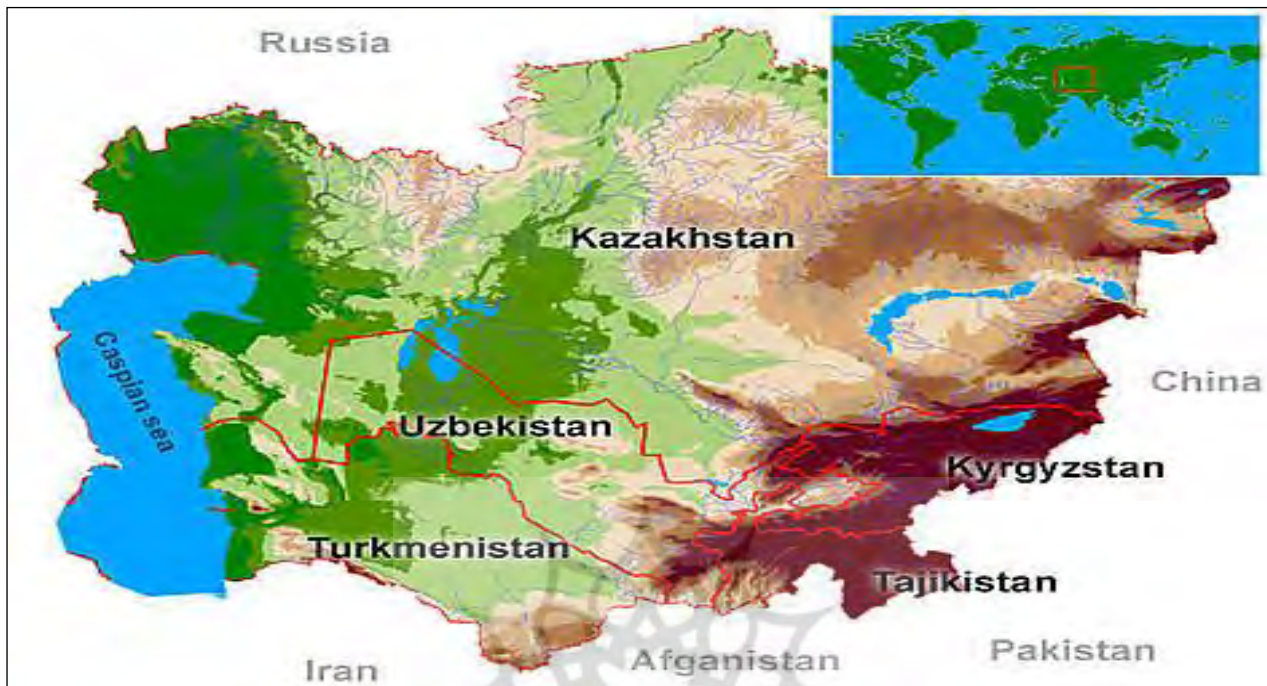 Russia
Kazakhstan
Caspian sea
China
Uzbekistan
Kyrgyzstan
Turkmenistan
Tajikistan
Pakistan
Afganistan
Iran